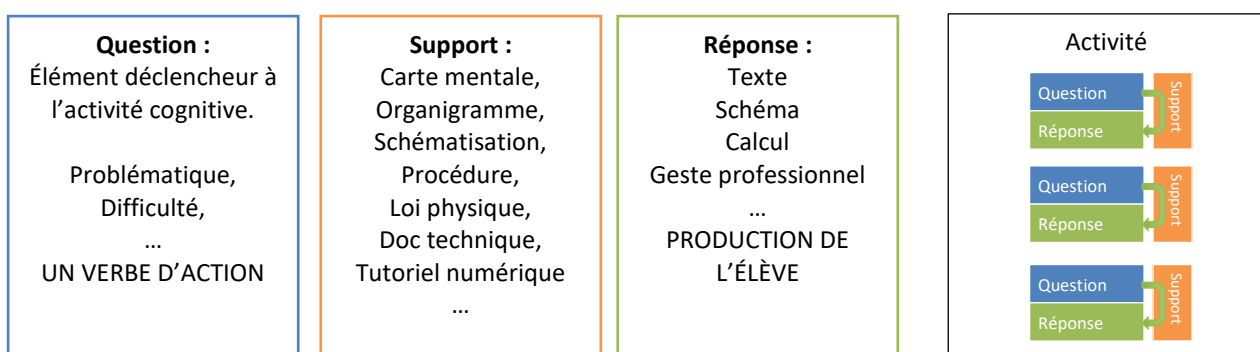 Question :
Élément déclencheur à
l’activité cognitive.
Problématique,
Difficulté,
…
UN VERBE D’ACTION
Support :
Carte mentale,
Organigramme,
Schématisation,
Procédure,
Loi physique,
Doc technique,
Tutoriel numérique
…
Réponse :
Texte
Schéma
Calcul
Geste professionnel
…
PRODUCTION DE
L’ÉLÈVE
Activité
Question
Réponse
Support
Question
Réponse
Support
Question
Réponse
Support